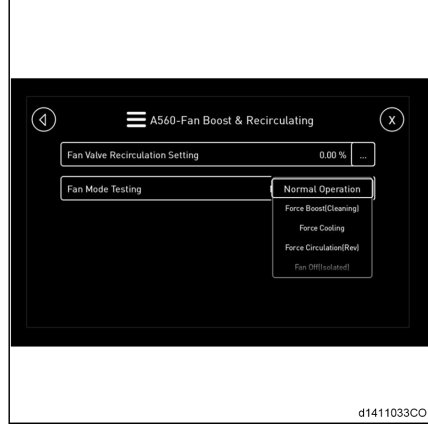 A560-Fan Boost & Recirculating
X
Fan Valve Recirculation Setting 0.00 % ...
Fan Mode Testing
Normal Operation
Force Boost(Cleaning)
Force Cooling
Force Circulation(Rev)
Fan Off(Isolated)
d1411033CO